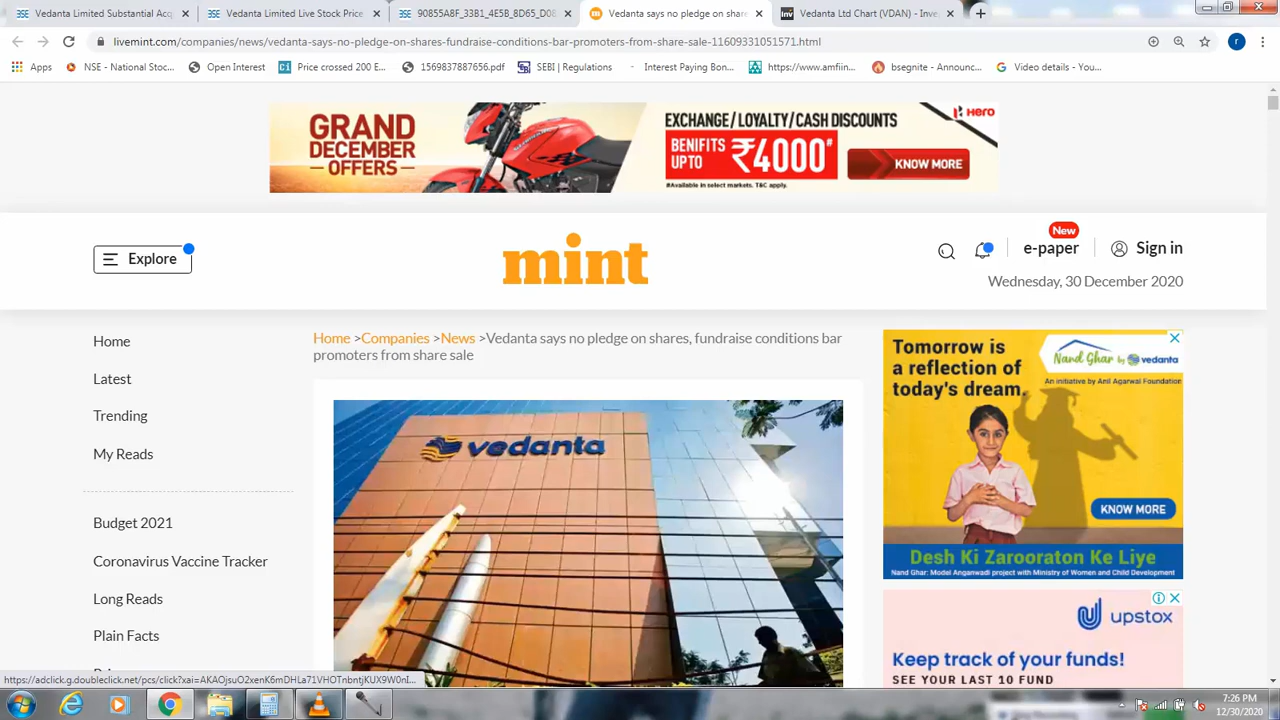 Vedanta Limited Substantial Acq
Vedanta Limited Live Stock Price
90855A8F_33B1_4E5B_8D65_D0
Vedanta says no pledge on share
Vedanta Ltd Chart (VDAN) - Inve
livemint.com/companies/news/vedanta-says-no-pledge-on-shares-fundraise-conditions-bar-promoters-from-share-sale-11609331051571.html
r
Apps
NSE - National Stoc...
Open Interest
Price crossed 200 E...
1569837887656.pdf
SEBI | Regulations
Interest Paying Bon...
https://www.amfiin...
bsegnite - Announc...
Video details - You...
GRAND
DECEMBER
OFFERS
EXCHANGE/LOYALTY/CASH DISCOUNTS
Hero
BENIFITS
UPTO
₹4000#
KNOW MORE
#Available in select markets. T&C apply.
Explore
mint
New
e-paper
Sign in
Wednesday, 30 December 2020
Home
Latest
Trending
My Reads
Budget 2021
Coronavirus Vaccine Tracker
Long Reads
Plain Facts
Home >Companies >News >Vedanta says no pledge on shares, fundraise conditions bar
promoters from share sale
vedanta
Tomorrow is
a reflection of
today's dream.
Nand Ghar by vedanta
An initiative by Anil Agarwal Foundation
KNOW MORE
Desh Ki Zarooraton Ke Liye
Nand Ghar: Model Anganwadi project with Ministry of Women and Child Development
upstox
Keep track of your funds!
SEE YOUR LAST 10 FUND
7:26 PM
12/30/2020